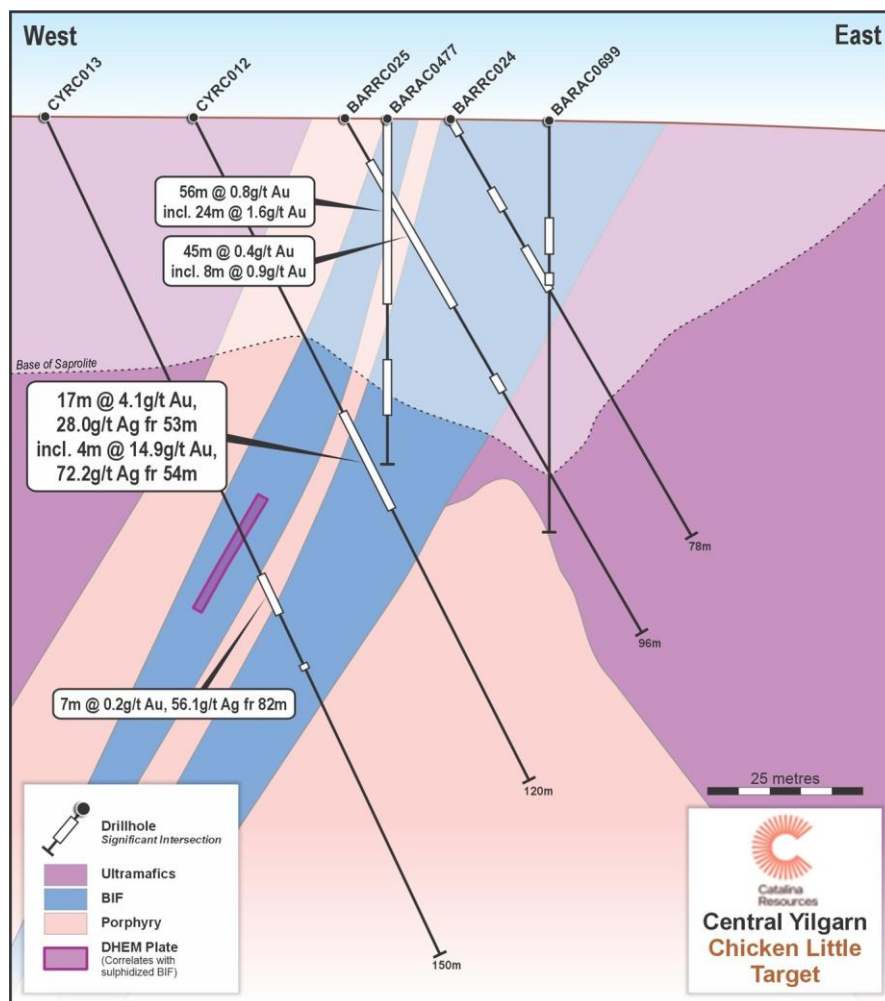 West
East
CYRC013
CYRC012
BARRC025
BARAC0477
BARRC024
BARAC0699
56m @ 0.8g/t Au
incl. 24m @ 1.6g/t Au
45m @ 0.4g/t Au
incl. 8m @ 0.9g/t Au
Base of Saprolite
17m @ 4.1g/t Au,
28.0g/t Ag fr 53m
incl. 4m @ 14.9g/t Au,
72.2g/t Ag fr 54m
78m
96m
7m @ 0.2g/t Au, 56.1g/t Ag fr 82m
120m
150m
25 metres
Drillhole
Significant Intersection
Ultramafics
BIF
Porphyry
DHEM Plate
(Correlates with
sulphidized BIF)
Catalina
Resources
Central Yilgarn
Chicken Little
Target